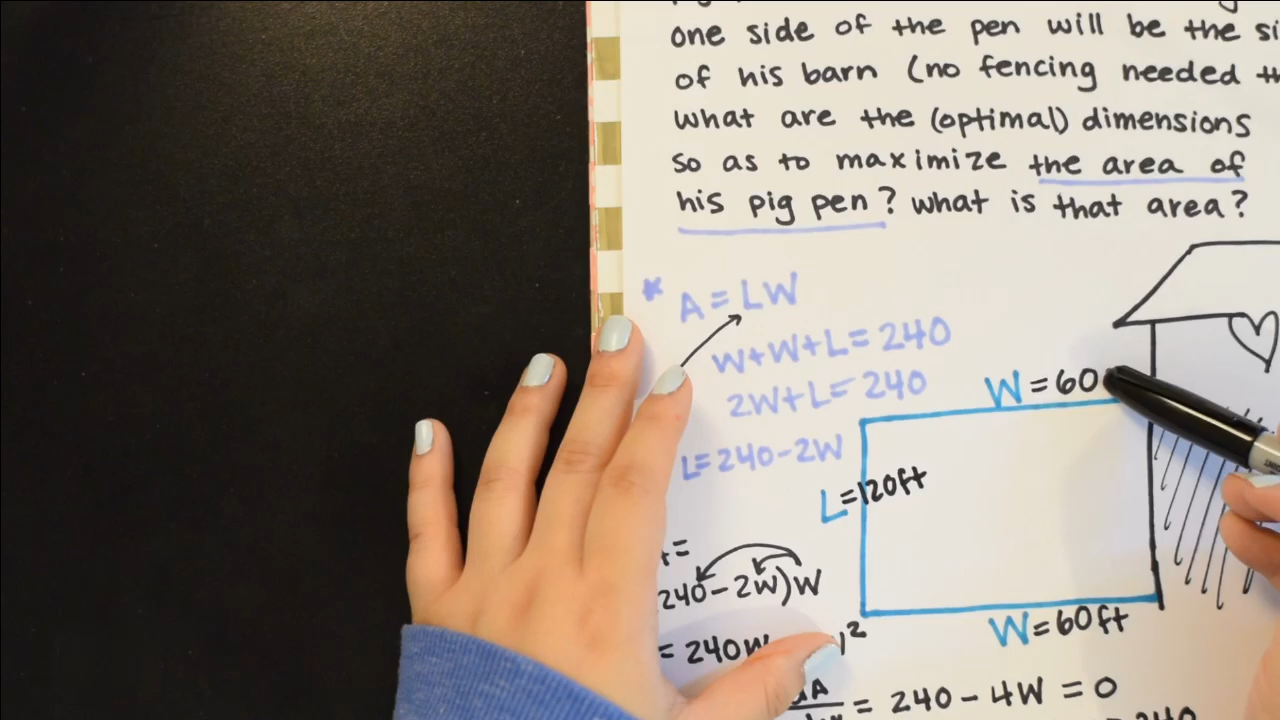 one side of the pen will be the
of his barn (no fencing needed
what are the (optimal) dimensions
so as to maximize the area of
his pig pen? what is that area?
* A = LW
W+W+L = 240
2W+L = 240
L = 240-2W
W = 60
L=120ft
240-2W)W
= 240W
W=60ft
= 240 - 4W = 0